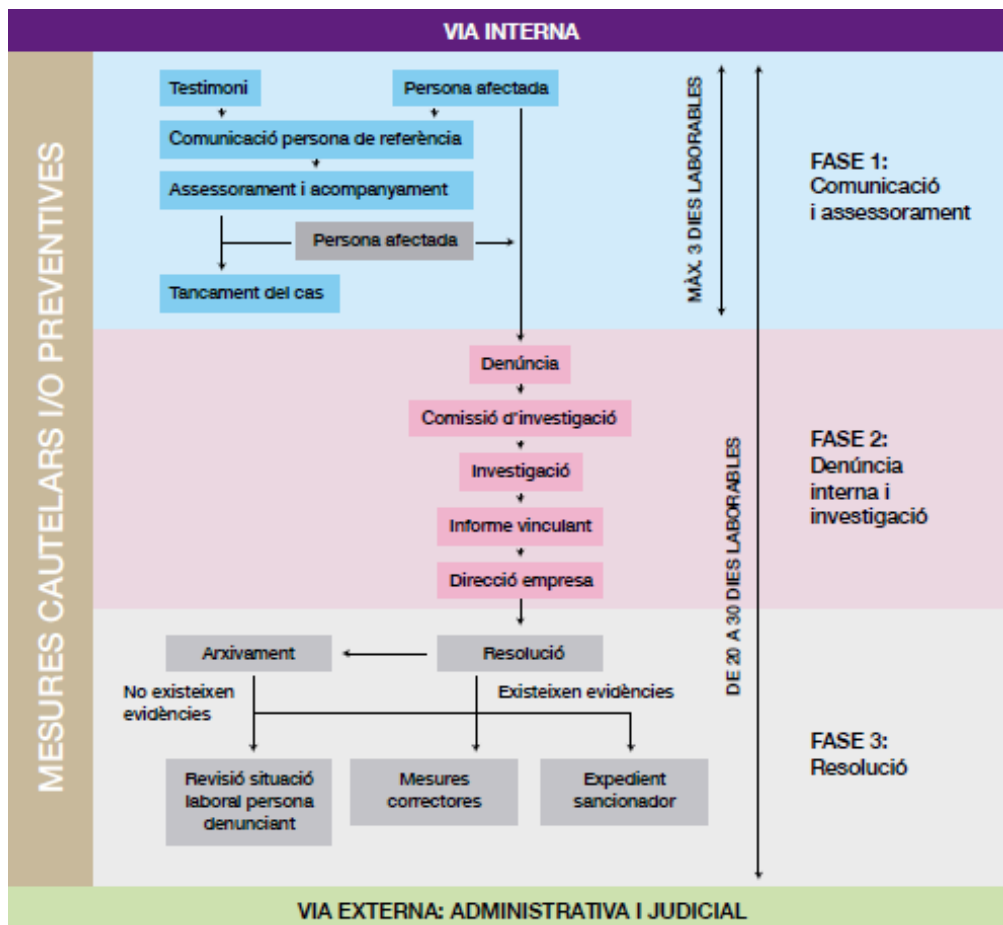 VIA INTERNA
MESURES CAUTELARS I/O PREVENTIVES
Testimoni
Persona afectada
Comunicació persona de referència
Assessorament i acompanyament
Persona afectada
Tancament del cas
MÀX. 3 DIES LABORABLES
FASE 1:
Comunicació
i assessorament
Denúncia
Comissió d'investigació
Investigació
Informe vinculant
Direcció empresa
DE 20 A 30 DIES LABORABLES
FASE 2:
Denúncia
interna i
investigació
Arxivament
Resolució
No existeixen
evidències
Existeixen evidències
Revisió situació
laboral persona
denunciant
Mesures
correctores
Expedient
sancionador
FASE 3:
Resolució
VIA EXTERNA: ADMINISTRATIVA I JUDICIAL